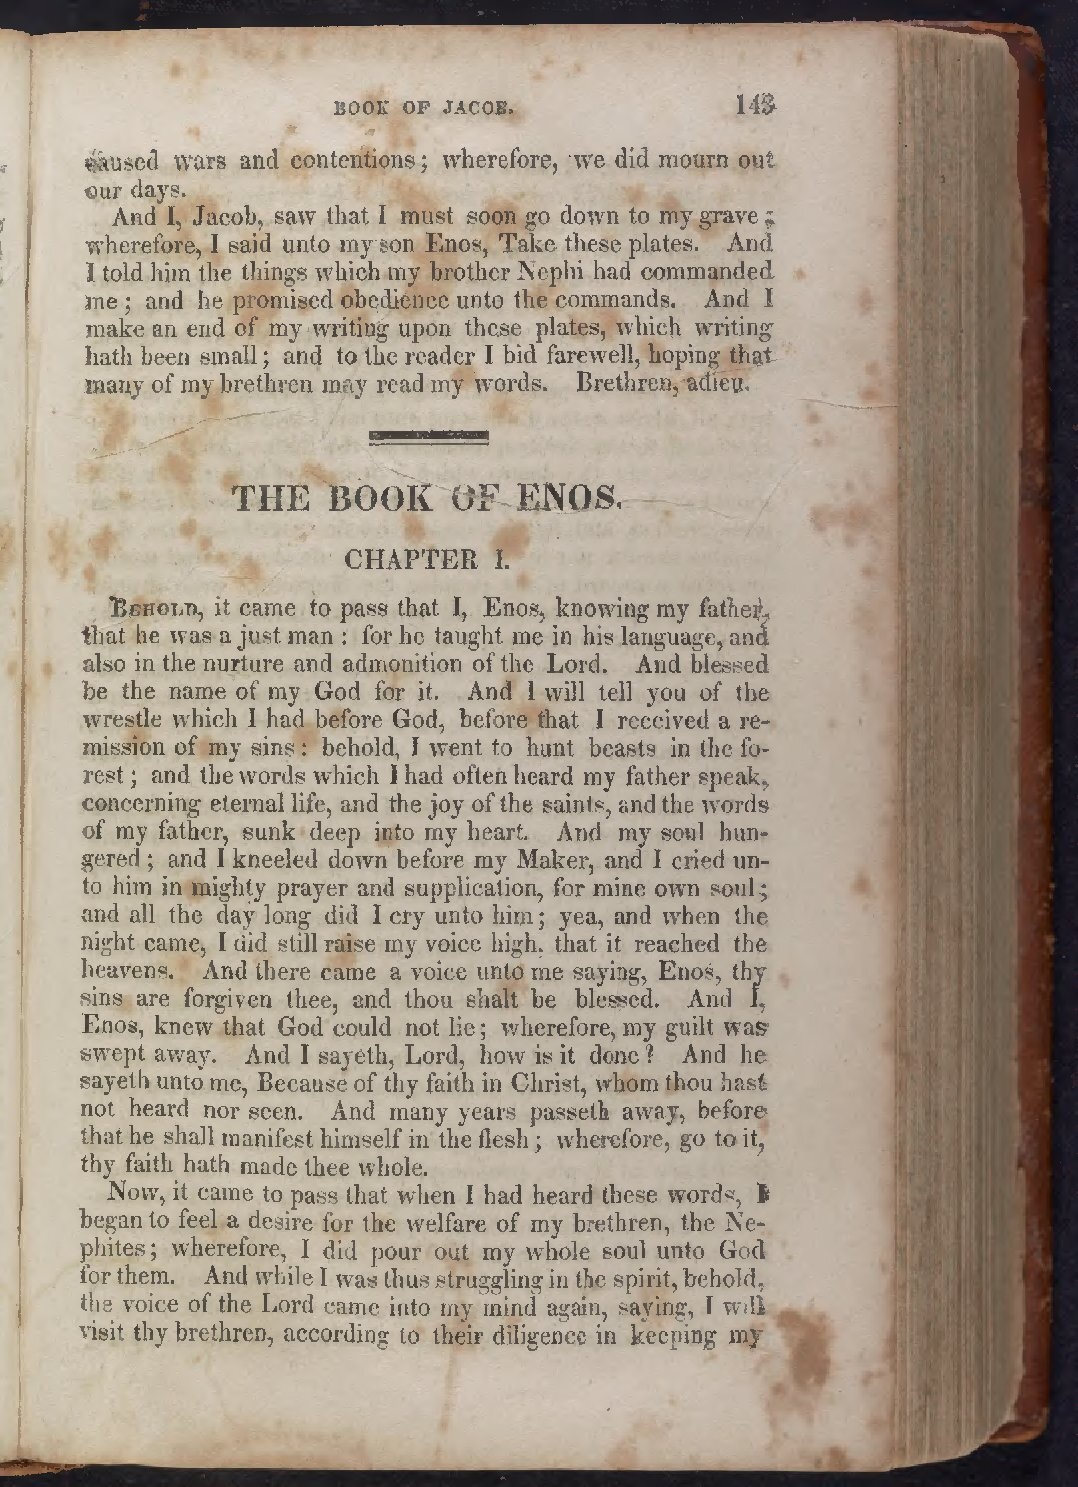 BOOK OF JACOB. 143
caused wars and contentions; wherefore, we did mourn out
our days.
And I, Jacob, saw that I must soon go down to my grave;
wherefore, I said unto my son Enos, Take these plates. And
I told him the things which my brother Nephi had commanded
me; and he promised obedience unto the commands. And I
make an end of my writing upon these plates, which writing
hath been small; and to the reader I bid farewell, hoping that
many of my brethren may read my words. Brethren, adieu.
THE BOOK OF ENOS.
CHAPTER I.
BEHOLD, it came to pass that I, Enos, knowing my father,
that he was a just man: for he taught me in his language, and
also in the nurture and admonition of the Lord. And blessed
be the name of my God for it. And I will tell you of the
wrestle which I had before God, before that I received a re-
mission of my sins: behold, I went to hunt beasts in the fo-
rest; and the words which I had often heard my father speak,
concerning eternal life, and the joy of the saints, and the words
of my father, sunk deep into my heart. And my soul hun-
gered; and I kneeled down before my Maker, and I cried un-
to him in mighty prayer and supplication, for mine own soul;
and all the day long did I cry unto him; yea, and when the
night came, I did still raise my voice high, that it reached the
heavens. And there came a voice unto me saying, Enos, thy
sins are forgiven thee, and thou shalt be blessed. And I,
Enos, knew that God could not lie; wherefore, my guilt was
swept away. And I sayeth, Lord, how is it done? And he
sayeth unto me, Because of thy faith in Christ, whom thou hast
not heard nor seen. And many years passeth away, before
that he shall manifest himself in the flesh; wherefore, go to it,
thy faith hath made thee whole.
Now, it came to pass that when I had heard these words, I
began to feel a desire for the welfare of my brethren, the Ne-
phites; wherefore, I did pour out my whole soul unto God
for them. And while I was thus struggling in the spirit, behold,
the voice of the Lord came into my mind again, saying, I will
visit thy brethren, according to their diligence in keeping my